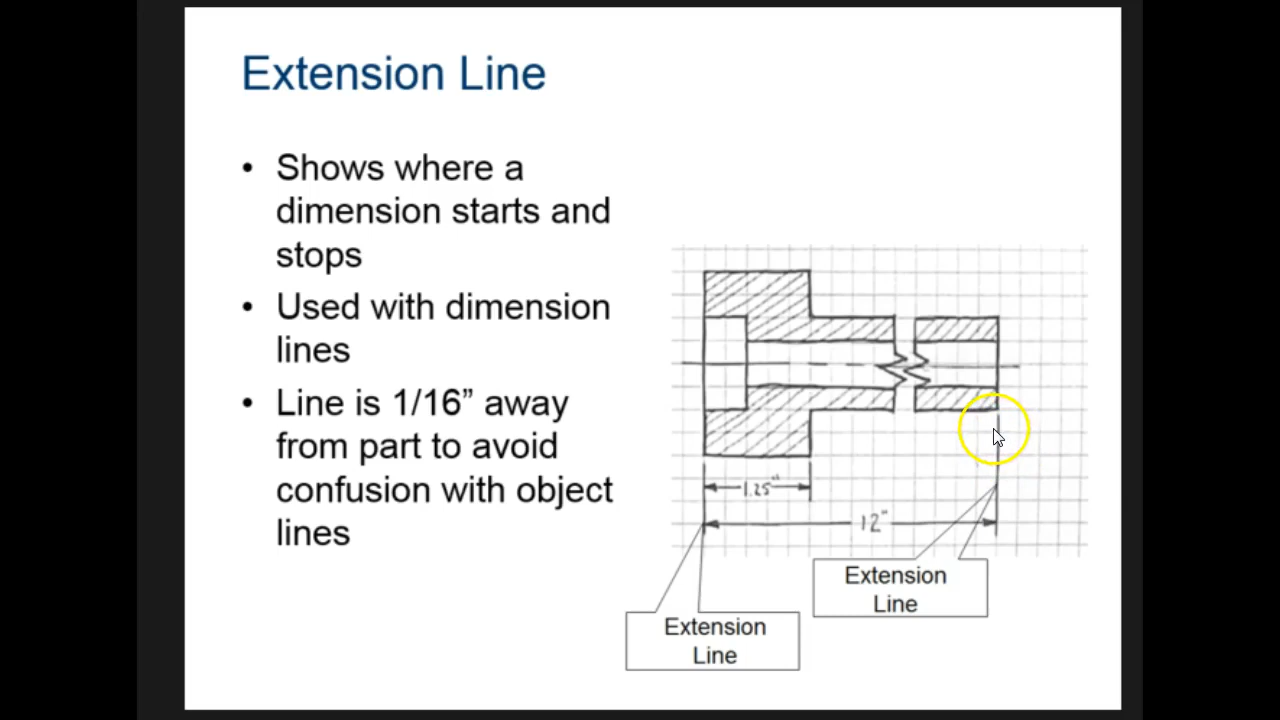 Extension Line
• Shows where a
dimension starts and
stops
• Used with dimension
lines
• Line is 1/16” away
from part to avoid
confusion with object
lines
1.25"
12"
Extension
Line
Extension
Line